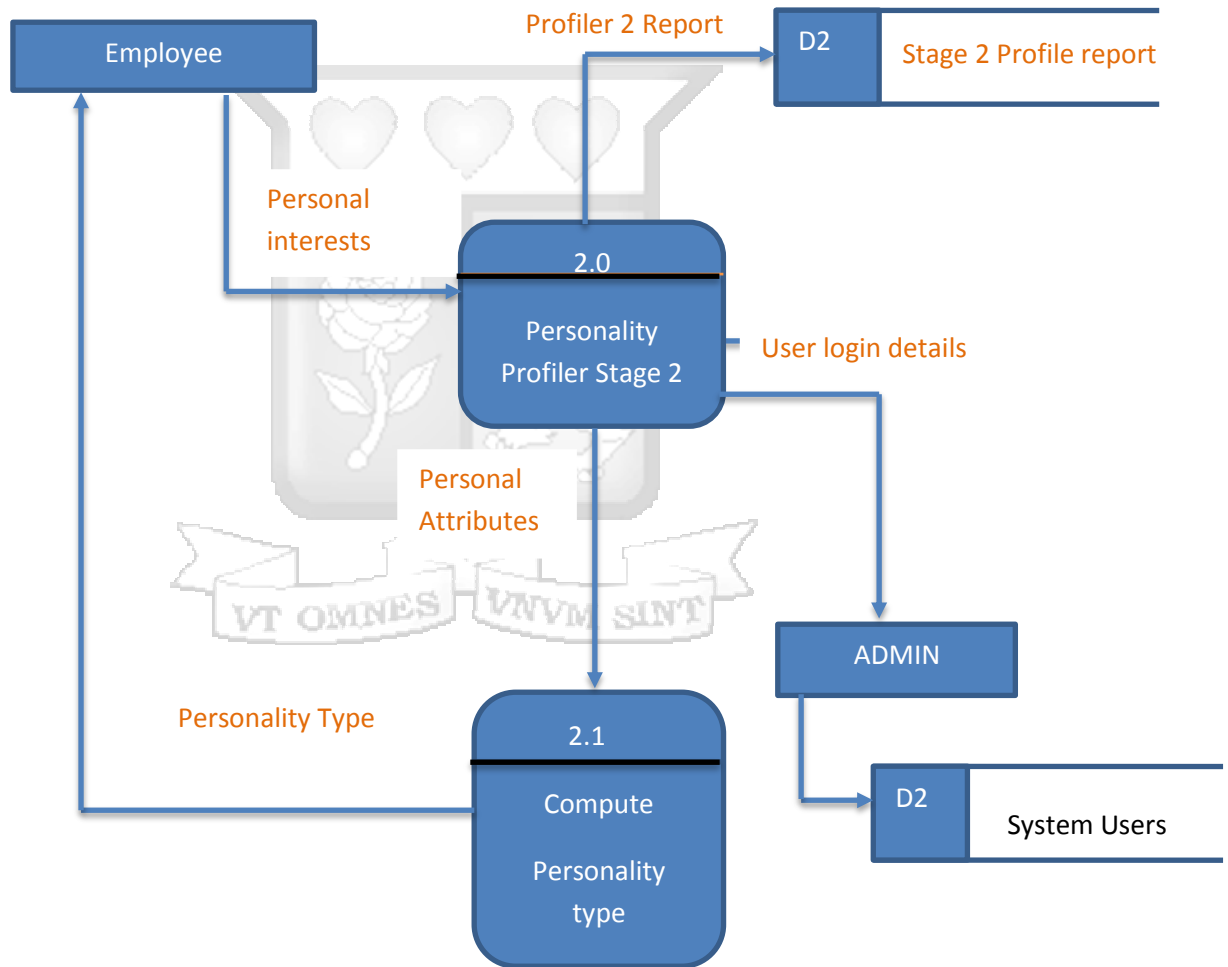 Profiler 2 Report
D2
Stage 2 Profile report
Employee
Personal
interests
2.0
Personality
Profiler Stage 2
User login details
Personal
Attributes
VT OMNES VNVM SINT
ADMIN
Personality Type
2.1
Compute
Personality
type
D2
System Users